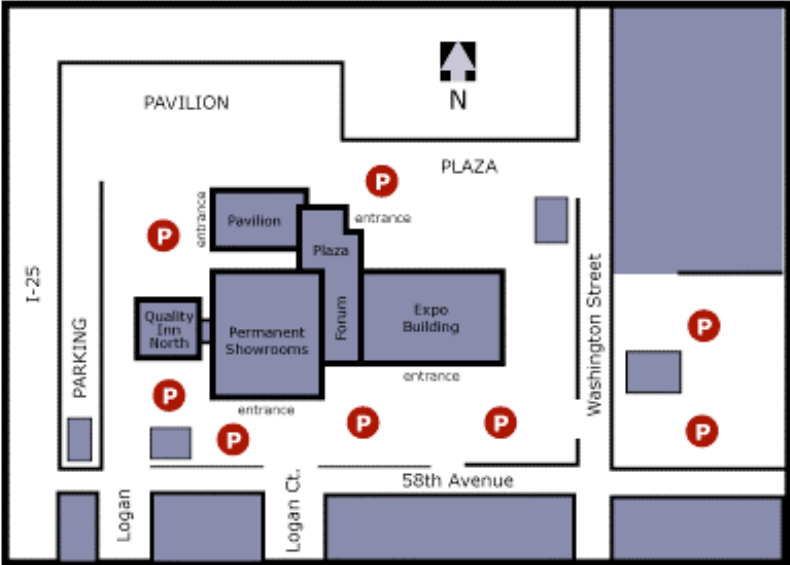 PAVILION
N
PLAZA
P
entrance
Pavilion
entrance
P
Plaza
I-25
Washington Street
Quality
Inn
North
Permanent
Showrooms
Forum
Expo
Building
P
PARKING
entrance
P
entrance
P
P
P
P
58th Avenue
Logan
Logan Ct.